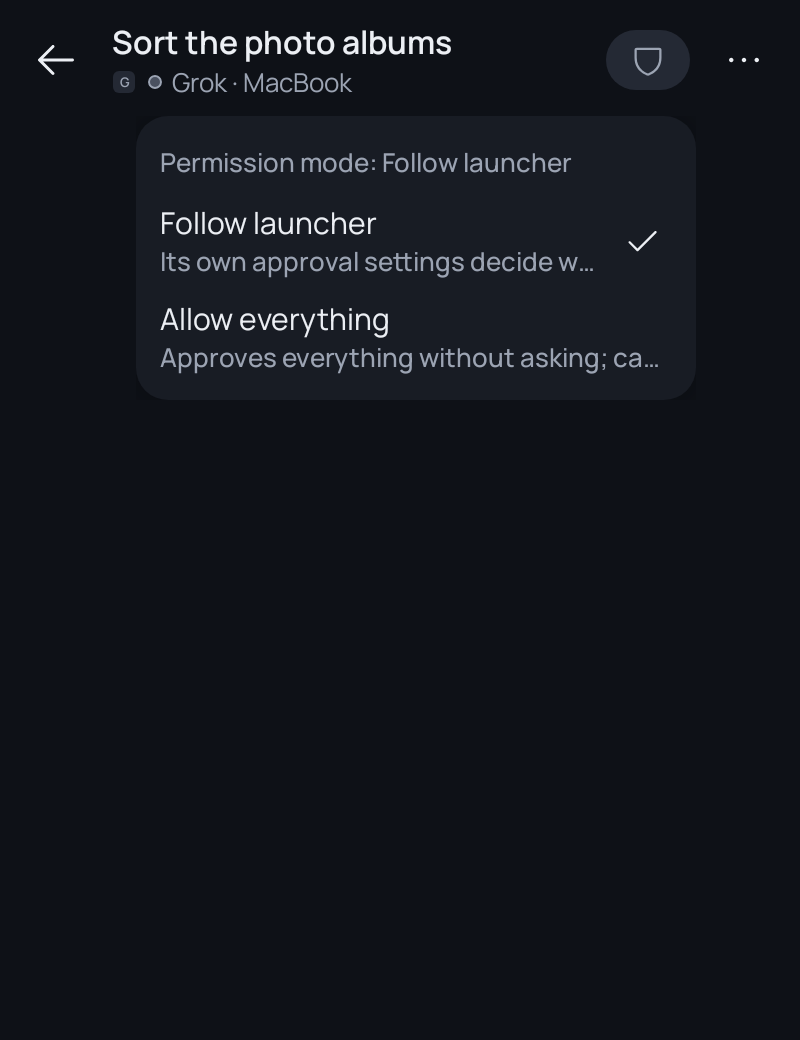 Sort the photo albums
G Grok · MacBook
Permission mode: Follow launcher
Follow launcher
Its own approval settings decide w…
Allow everything
Approves everything without asking; ca…